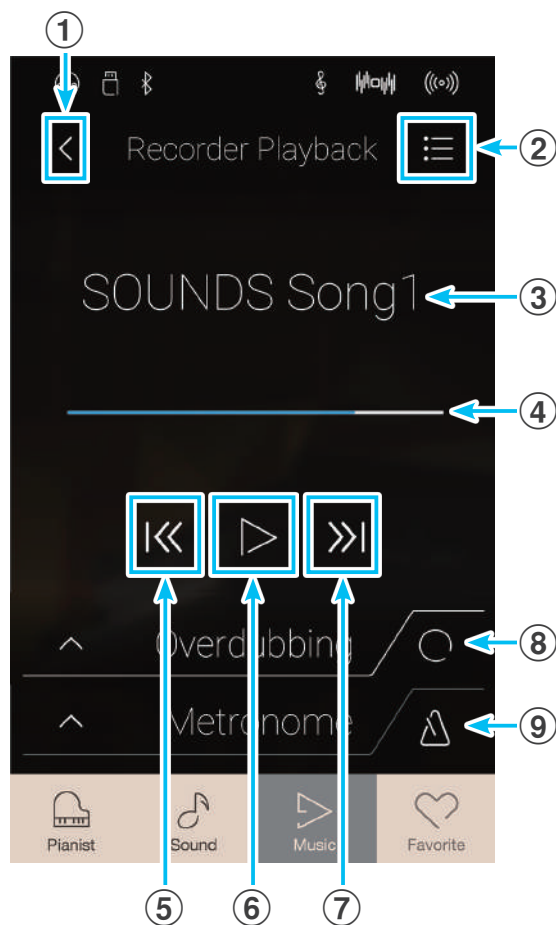 ①
Recorder Playback
②
SOUNDS Song1
③
④
Overdubbing
⑧
Metronome
⑨
Pianist Sound Music Favorite
⑤ ⑥ ⑦